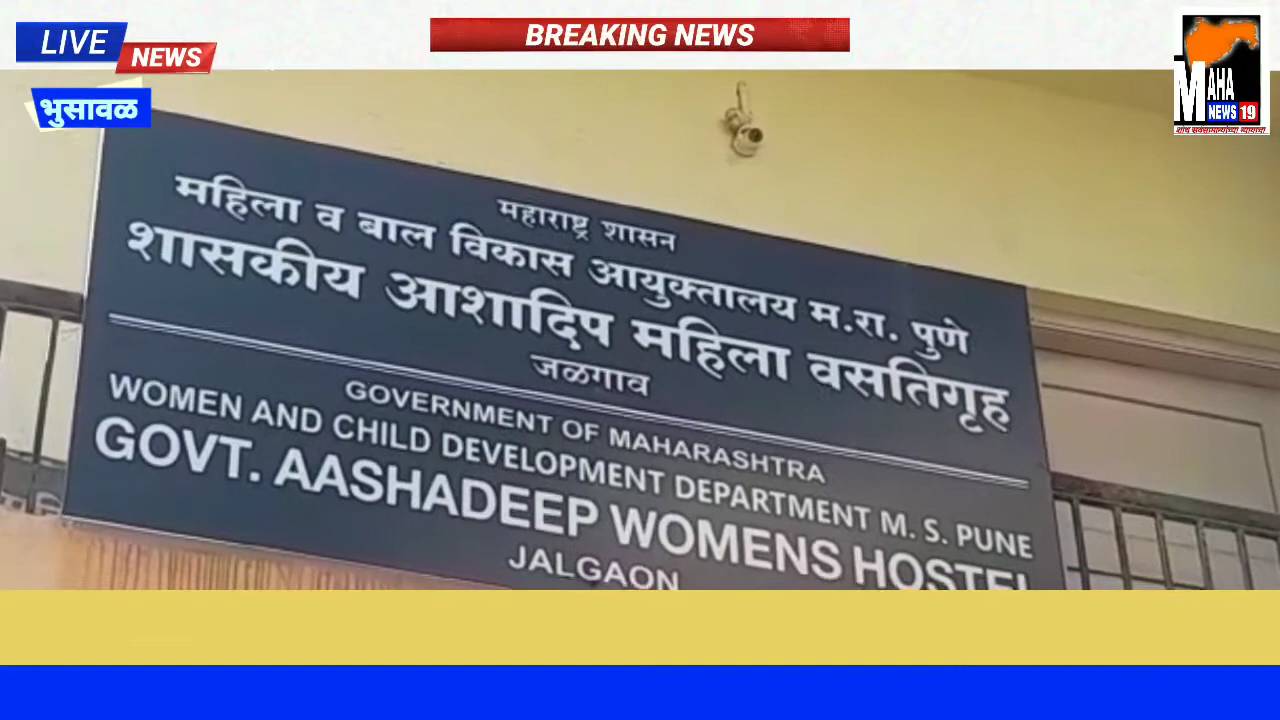 LIVE
NEWS
BREAKING NEWS
भुसावळ
MAHA
NEWS 19
महाराष्ट्र शासन
महिला व बाल विकास आयुक्तालय म.रा. पुणे
शासकीय आशादिप महिला वसतिगृह
जळगाव
GOVERNMENT OF MAHARASHTRA
WOMEN AND CHILD DEVELOPMENT DEPARTMENT M. S. PUNE
GOVT. AASHADEEP WOMENS HOSTEL
JALGAON